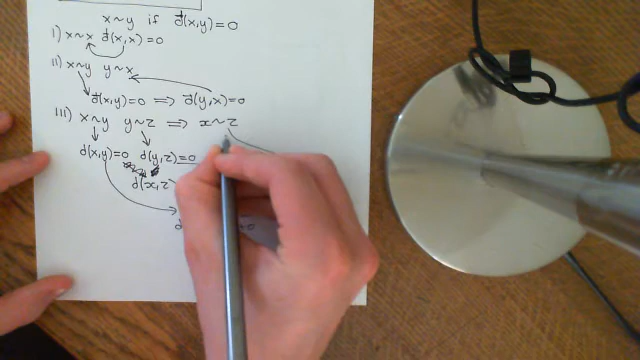 x~y if d(x,y)=0
I) x~x d(x,x)=0
II) x~y y~x
d(x,y)=0 ⟹ d(y,x)=0
III) x~y y~z ⟹ x~z
d(x,y)=0 d(y,z)=0
d(x,z